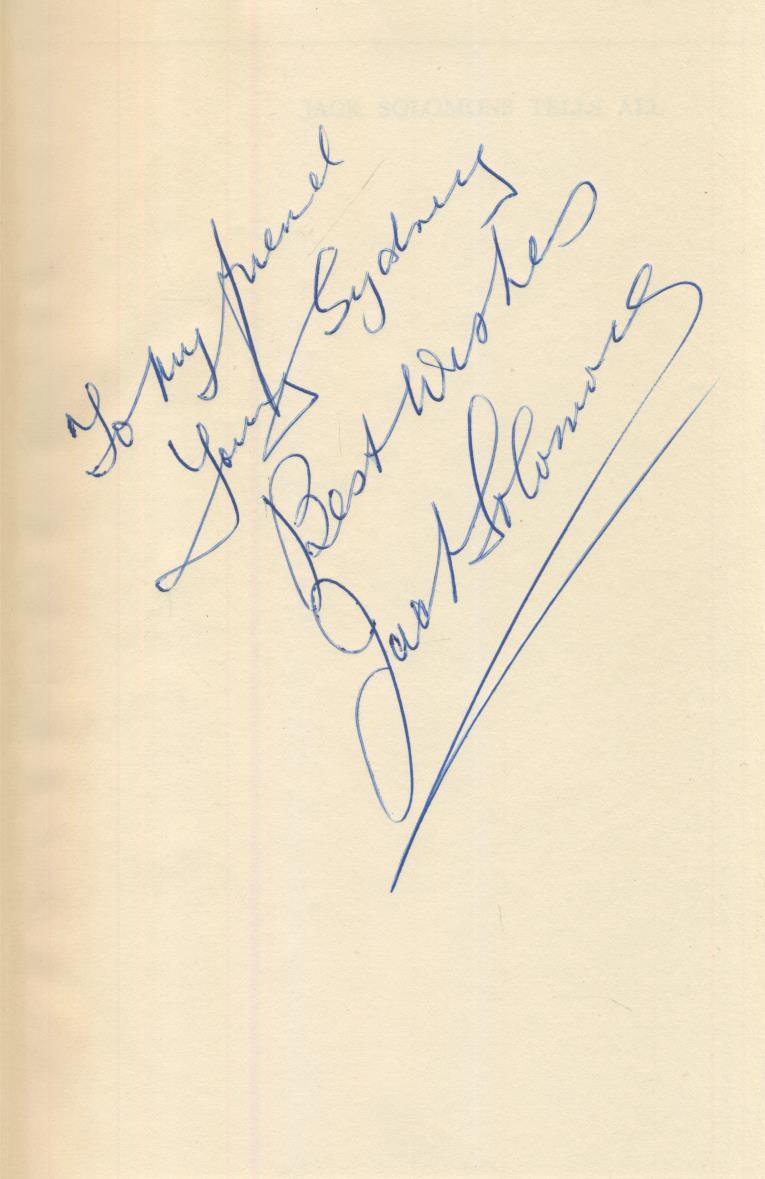 JACK SOLOMONS TELLS ALL
To my friend
Young Sydney
Best Wishes
Jack Solomons